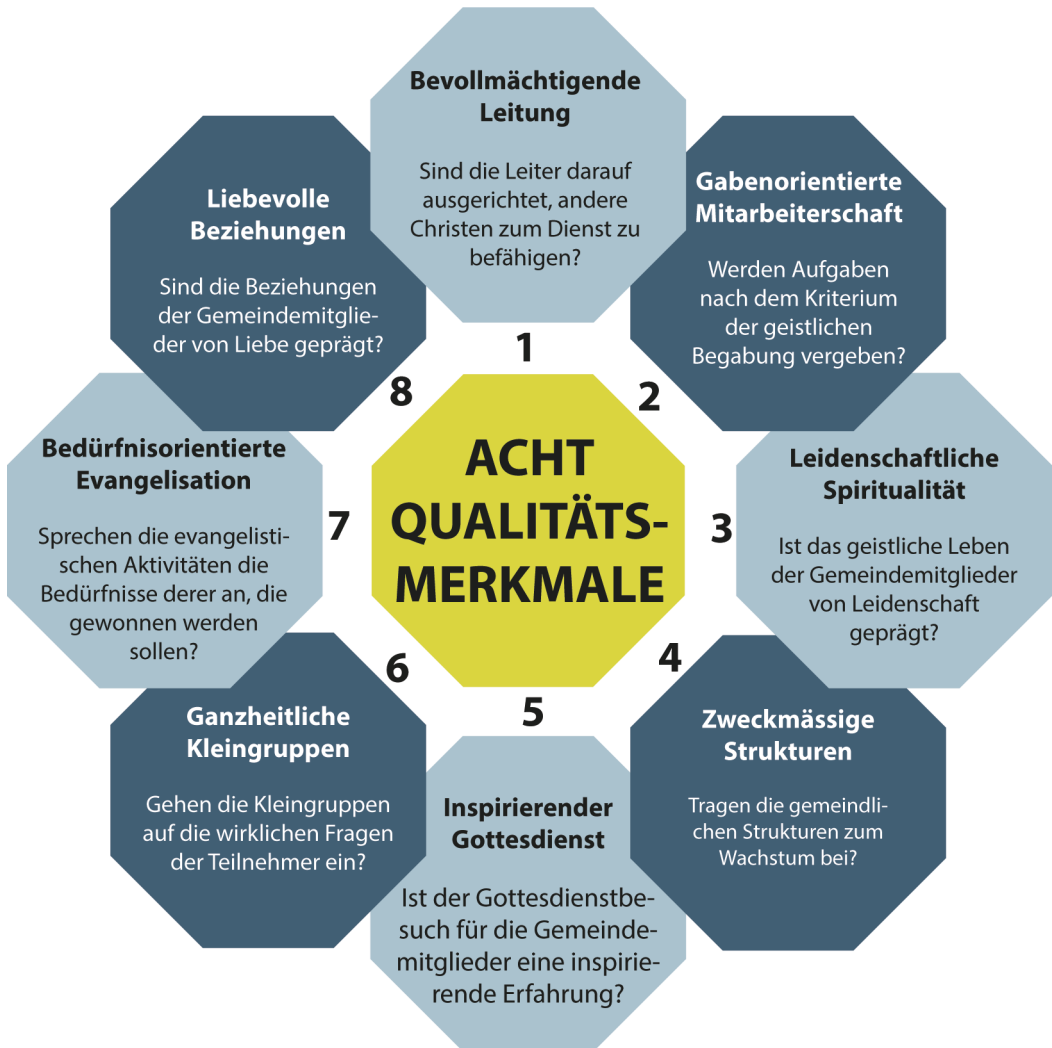 ACHT
QUALITÄTS-
MERKMALE
1
Bevollmächtigende
Leitung
Sind die Leiter darauf
ausgerichtet, andere
Christen zum Dienst zu
befähigen?
2
Gabenorientierte
Mitarbeiterschaft
Werden Aufgaben
nach dem Kriterium
der geistlichen
Begabung vergeben?
3
Leidenschaftliche
Spiritualität
Ist das geistliche Leben
der Gemeindemitglieder
von Leidenschaft
geprägt?
4
Zweckmässige
Strukturen
Tragen die gemeindli-
chen Strukturen zum
Wachstum bei?
5
Inspirierender
Gottesdienst
Ist der Gottesdienstbe-
such für die Gemeinde-
mitglieder eine inspirie-
rende Erfahrung?
6
Ganzheitliche
Kleingruppen
Gehen die Kleingruppen
auf die wirklichen Fragen
der Teilnehmer ein?
7
Bedürfnisorientierte
Evangelisation
Sprechen die evangelisti-
schen Aktivitäten die
Bedürfnisse derer an, die
gewonnen werden
sollen?
8
Liebevolle
Beziehungen
Sind die Beziehungen
der Gemeindemitglie-
der von Liebe geprägt?